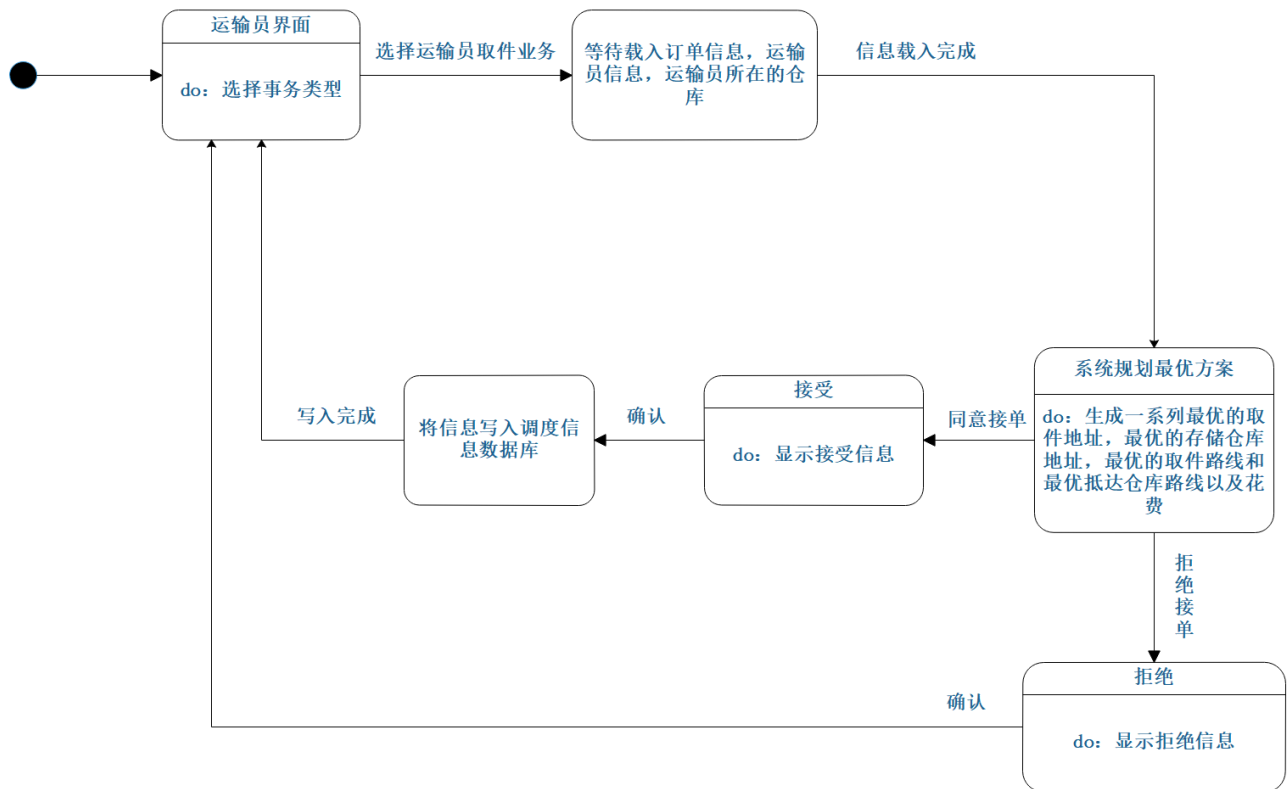 运输员界面
do：选择事务类型
选择运输员取件业务
等待载入订单信息，运输
员信息，运输员所在的仓
库
信息载入完成
系统规划最优方案
do：生成一系列最优的取
件地址，最优的存储仓库
地址，最优的取件路线和
最优抵达仓库路线以及花
费
同意接单
接受
do：显示接受信息
确认
将信息写入调度信
息数据库
写入完成
拒
绝
接
单
拒绝
do：显示拒绝信息
确认